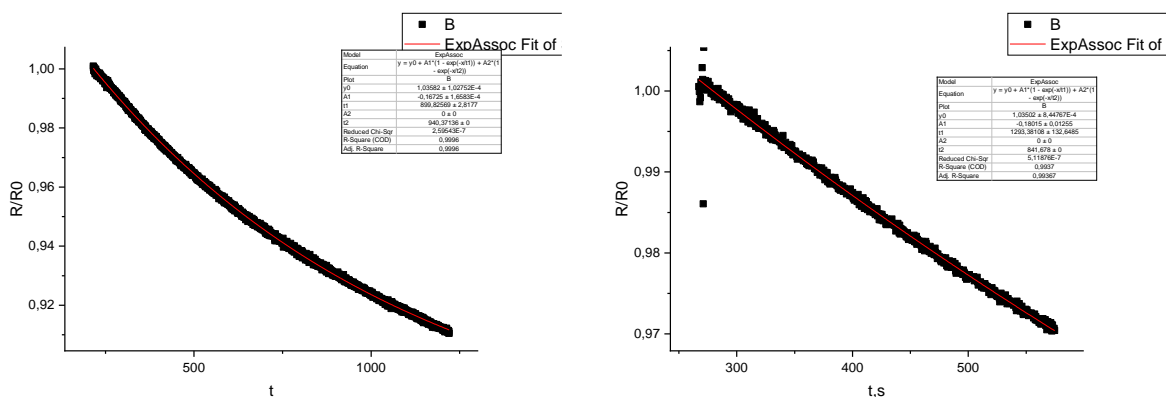 B
ExpAssoc Fit of
Model ExpAssoc
Equation y = y0 + A1*(1 - exp(-x/t1)) + A2*(1 - exp(-x/t2))
Plot B
y0 1,03582 ± 1,02752E-4
A1 -0,16725 ± 1,6583E-4
t1 899,82569 ± 2,8177
A2 0 ± 0
t2 940,37136 ± 0
Reduced Chi-Sqr 2,59543E-7
R-Square (COD) 0,9996
Adj. R-Square 0,9996
1,00
0,98
0,96
0,94
0,92
R/R0
500
1000
t
B
ExpAssoc Fit of
Model ExpAssoc
Equation y = y0 + A1*(1 - exp(-x/t1)) + A2*(1 - exp(-x/t2))
Plot B
y0 1,03502 ± 8,44767E-4
A1 -0,18015 ± 0,01255
t1 1293,38108 ± 132,6485
A2 0 ± 0
t2 841,678 ± 0
Reduced Chi-Sqr 5,11876E-7
R-Square (COD) 0,9937
Adj. R-Square 0,99367
1,00
0,99
0,98
0,97
R/R0
300
400
500
t,s